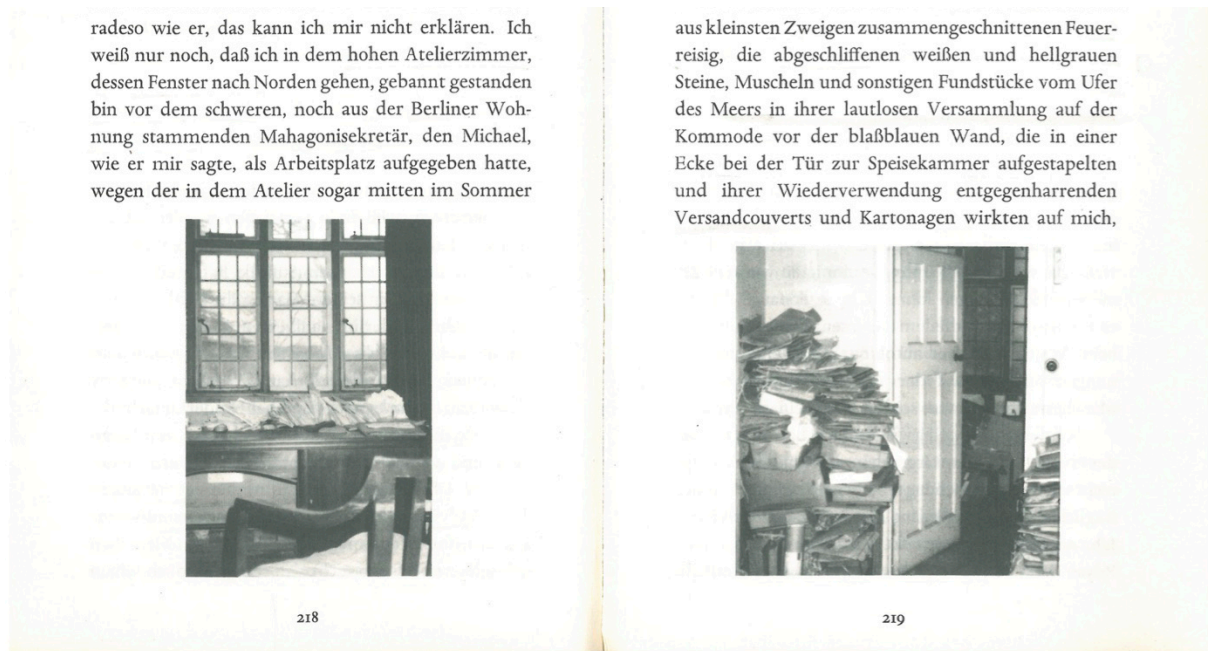 radeso wie er, das kann ich mir nicht erklären. Ich
weiß nur noch, daß ich in dem hohen Atelierzimmer,
dessen Fenster nach Norden gehen, gebannt gestanden
bin vor dem schweren, noch aus der Berliner Woh-
nung stammenden Mahagonisekretär, den Michael,
wie er mir sagte, als Arbeitsplatz aufgegeben hatte,
wegen der in dem Atelier sogar mitten im Sommer
218
aus kleinsten Zweigen zusammengeschnittenen Feuer-
reisig, die abgeschliffenen weißen und hellgrauen
Steine, Muscheln und sonstigen Fundstücke vom Ufer
des Meers in ihrer lautlosen Versammlung auf der
Kommode vor der blaßblauen Wand, die in einer
Ecke bei der Tür zur Speisekammer aufgestapelten
und ihrer Wiederverwendung entgegenharrenden
Versandcouverts und Kartonagen wirkten auf mich,
219